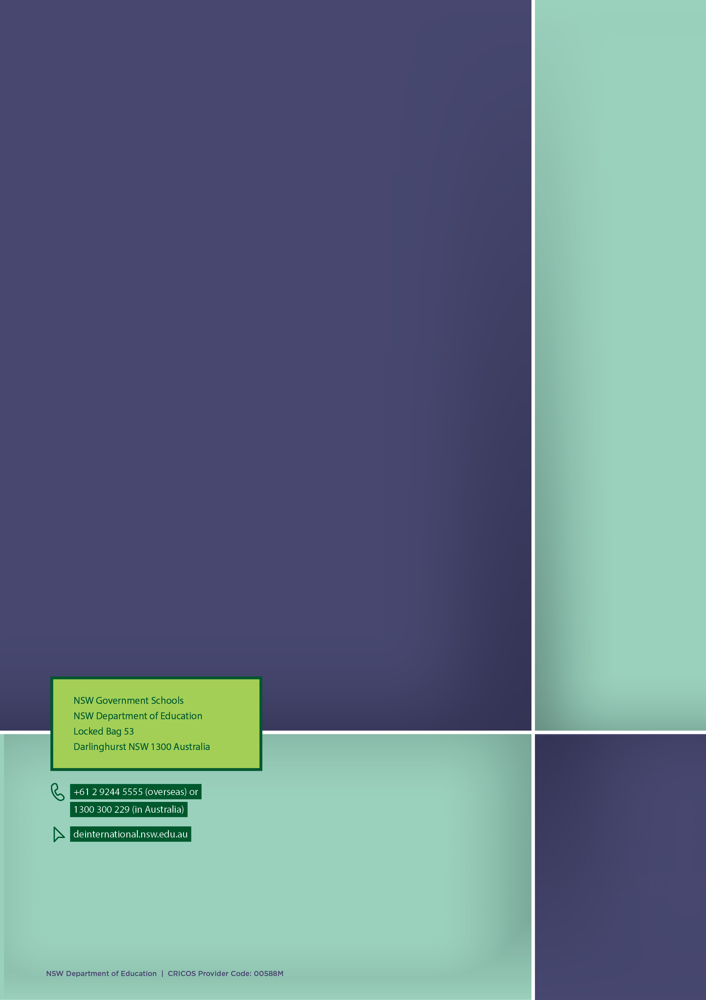 NSW Government Schools
NSW Department of Education
Locked Bag 53
Darlinghurst NSW 1300 Australia
+61 2 9244 5555 (overseas) or
1300 300 229 (in Australia)
deinternational.nsw.edu.au
NSW Department of Education | CRICOS Provider Code: 00588M